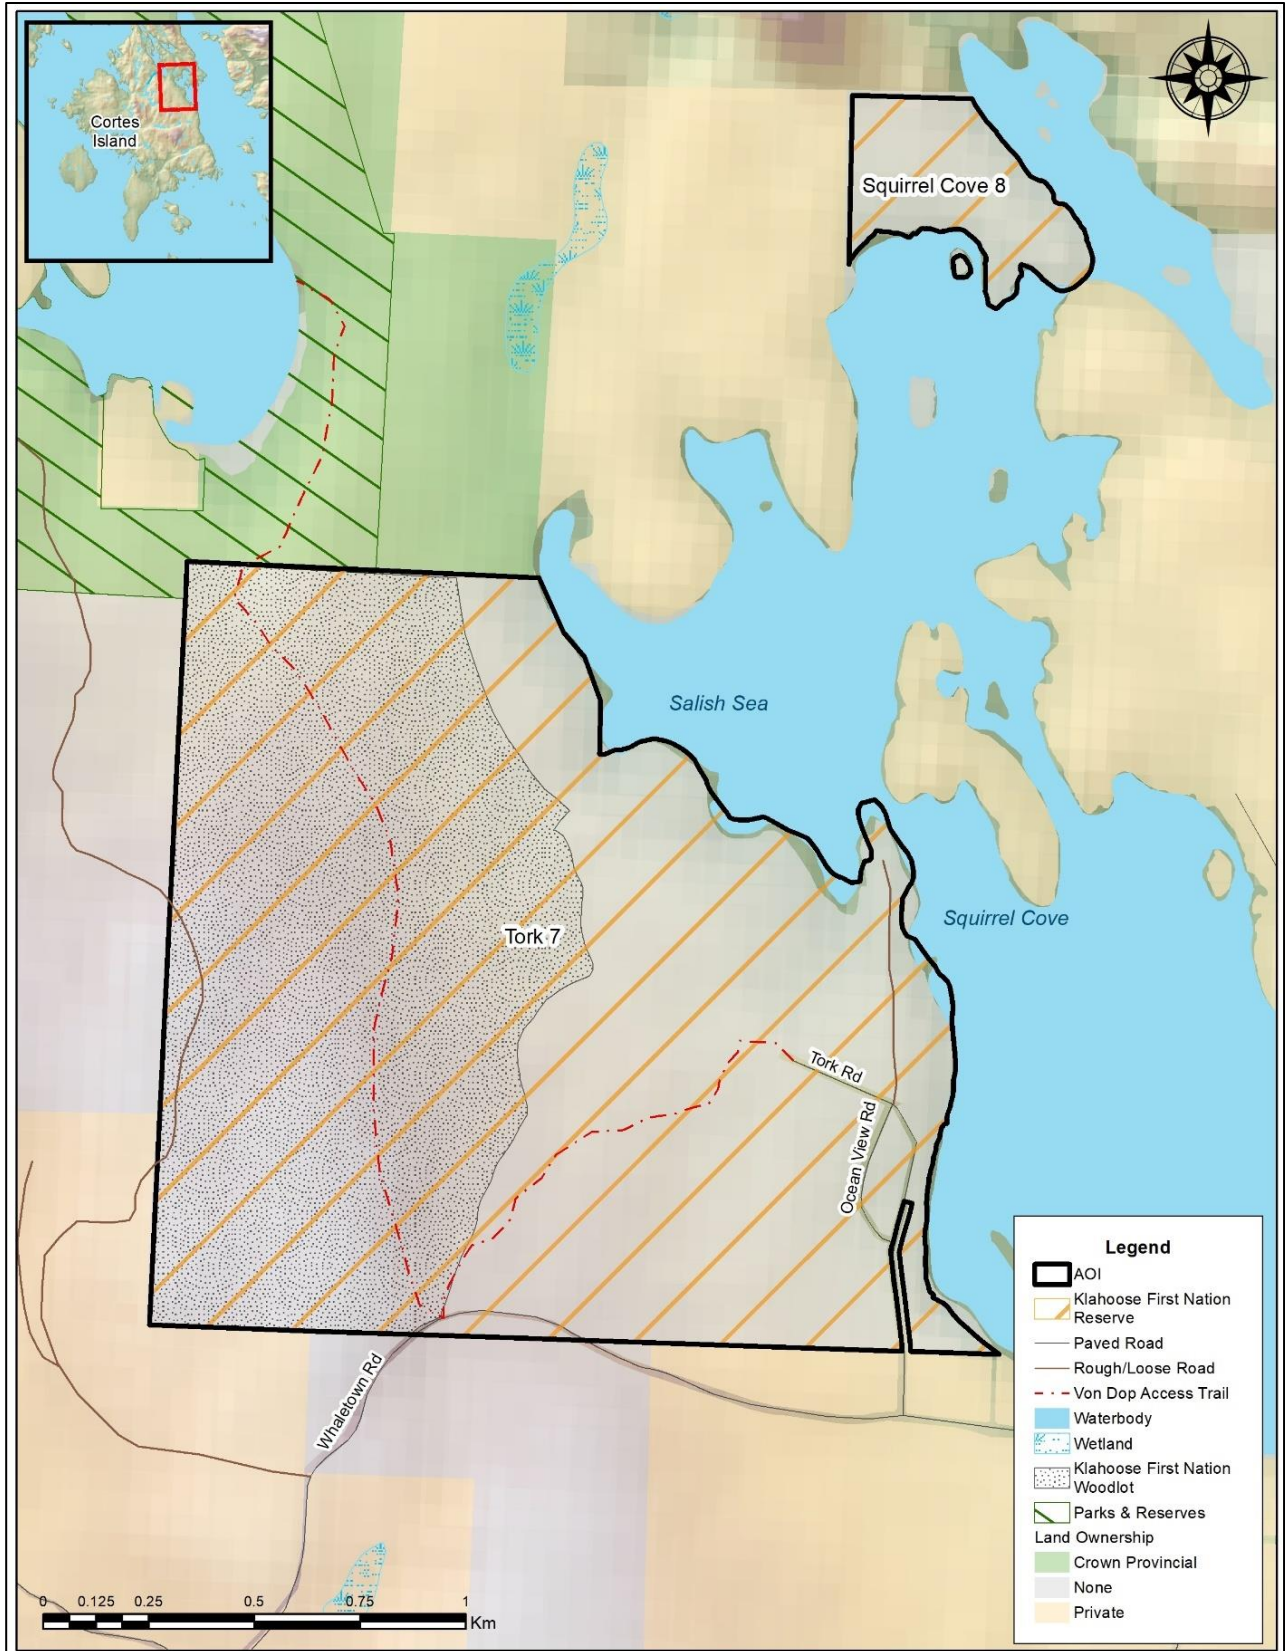 Cortes
Island
Squirrel Cove 8
Salish Sea
Squirrel Cove
Tork 7
Tork Rd
Ocean View Rd
Whaletown Rd
Legend
AOI
Klahoose First Nation
Reserve
Paved Road
Rough/Loose Road
Von Dop Access Trail
Waterbody
Wetland
Klahoose First Nation
Woodlot
Parks & Reserves
Land Ownership
Crown Provincial
None
Private
0 0.125 0.25 0.5 0.75 1
Km